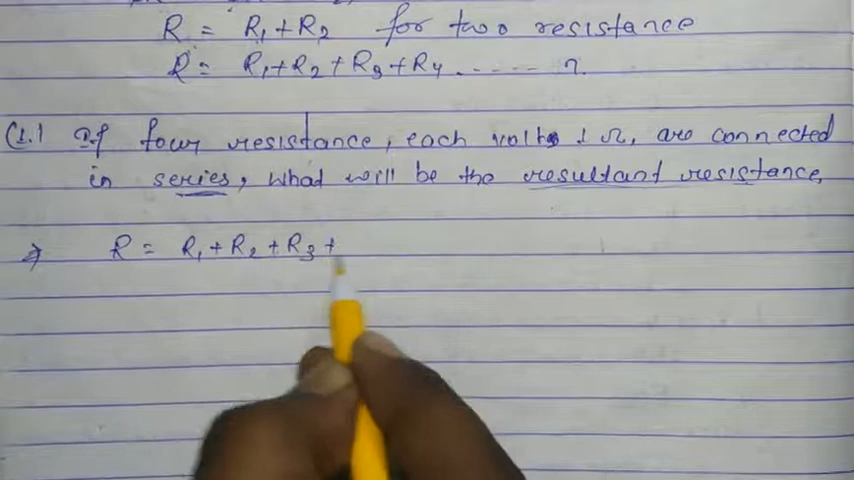 R = R₁+R₂ for two resistance
R = R₁+R₂+R₃+R₄ ...... n.
Q.1 If four resistance, each volts 1 Ω, are connected
in series, what will be the resultant resistance,
⇒ R = R₁+R₂+R₃+